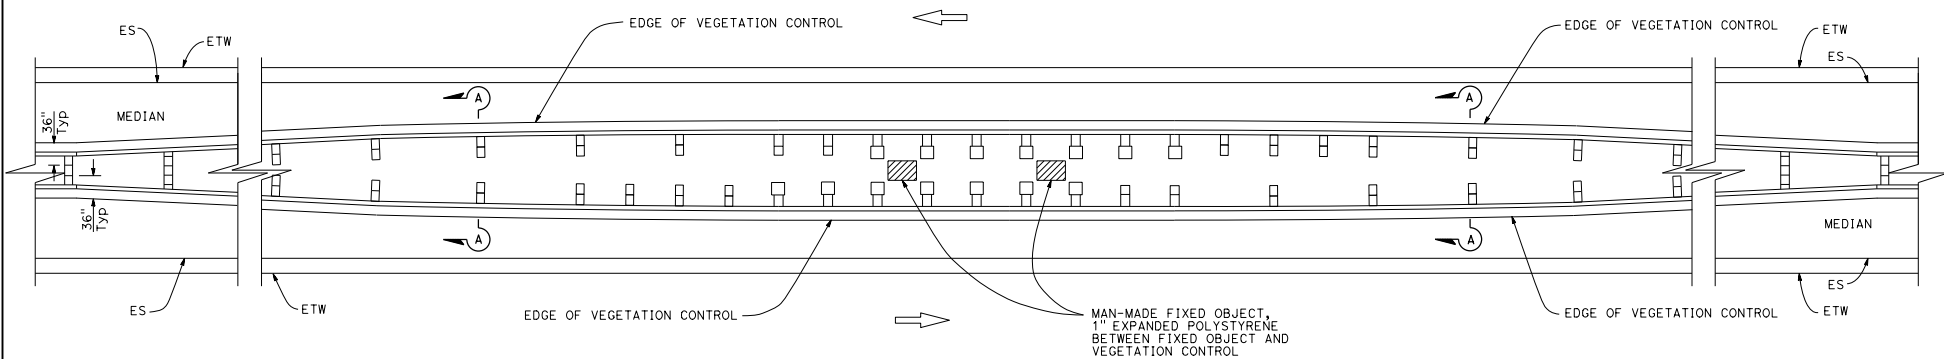 EDGE OF VEGETATION CONTROL
EDGE OF VEGETATION CONTROL
ES
ETW
ETW
ES
A
A
MEDIAN
36"
Typ
36"
Typ
MEDIAN
A
A
ES
ETW
EDGE OF VEGETATION CONTROL
MAN-MADE FIXED OBJECT,
1" EXPANDED POLYSTYRENE
BETWEEN FIXED OBJECT AND
VEGETATION CONTROL
EDGE OF VEGETATION CONTROL
ES
ETW